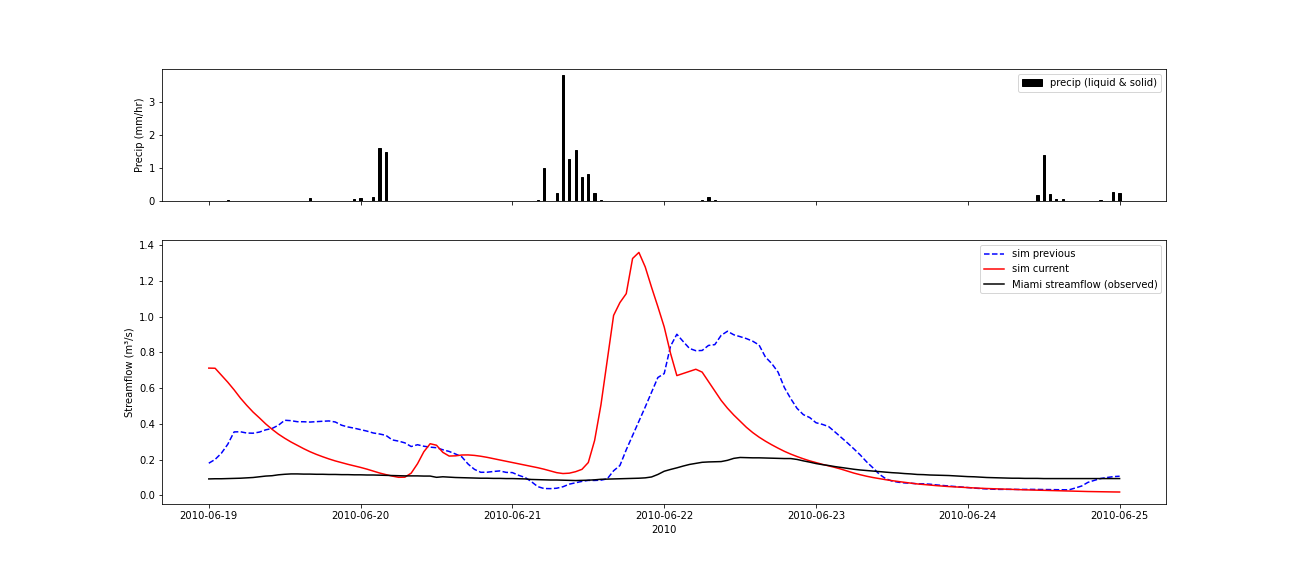 precip (liquid & solid)
Precip (mm/hr)
3
2
1
0
sim previous
sim current
Miami streamflow (observed)
Streamflow (m³/s)
1.4
1.2
1.0
0.8
0.6
0.4
0.2
0.0
2010-06-19 2010-06-20 2010-06-21 2010-06-22 2010-06-23 2010-06-24 2010-06-25
2010